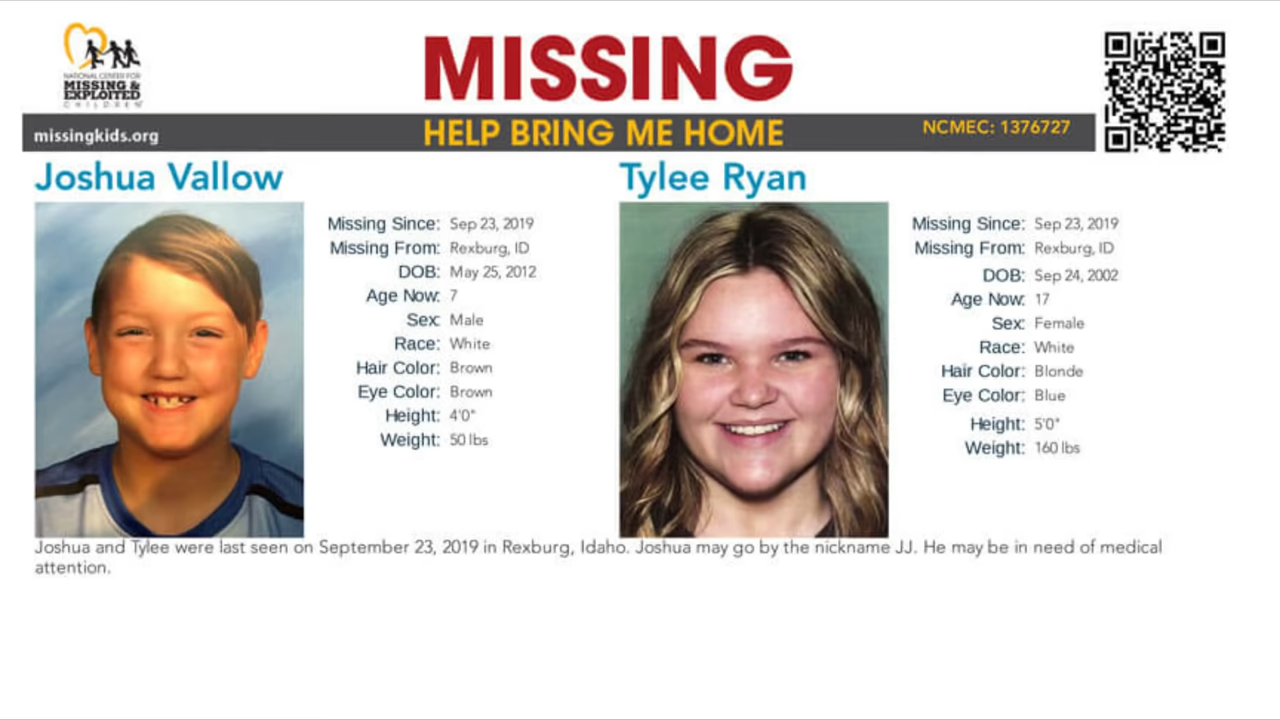 NATIONAL CENTER FOR
MISSING &
EXPLOITED
CHILDREN
MISSING
missingkids.org
HELP BRING ME HOME
NCMEC: 1376727
Joshua Vallow
Missing Since: Sep 23, 2019
Missing From: Rexburg, ID
DOB: May 25, 2012
Age Now: 7
Sex: Male
Race: White
Hair Color: Brown
Eye Color: Brown
Height: 4'0"
Weight: 50 lbs
Tylee Ryan
Missing Since: Sep 23, 2019
Missing From: Rexburg, ID
DOB: Sep 24, 2002
Age Now: 17
Sex: Female
Race: White
Hair Color: Blonde
Eye Color: Blue
Height: 5'0"
Weight: 160 lbs
Joshua and Tylee were last seen on September 23, 2019 in Rexburg, Idaho. Joshua may go by the nickname JJ. He may be in need of medical
attention.